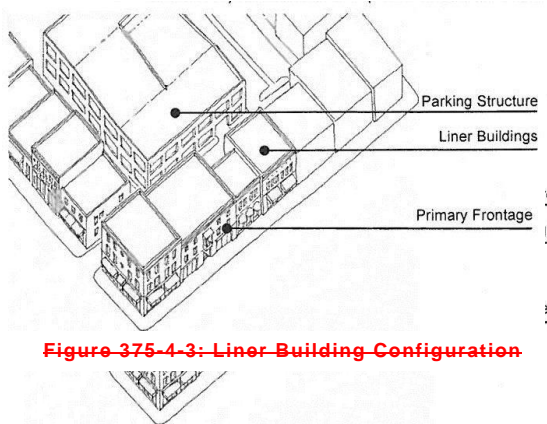 Parking Structure
Liner Buildings
Primary Frontage
Figure 375-4-3: Liner Building Configuration